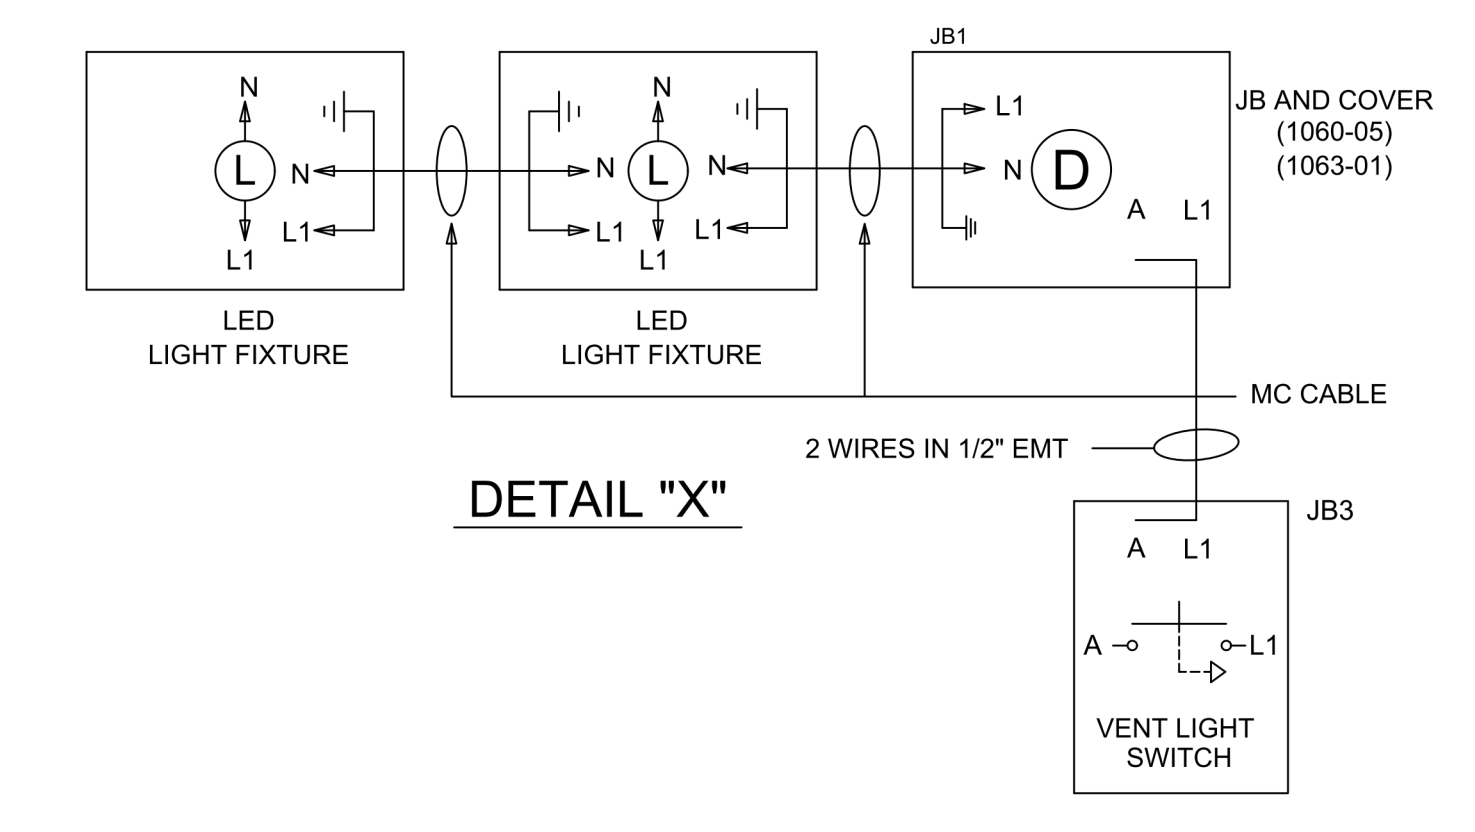 JB1
N
L
N
L1
L1
LED
LIGHT FIXTURE
N
N
L
N
L1
L1
L1
LED
LIGHT FIXTURE
L1
N
D
A L1
JB AND COVER
(1060-05)
(1063-01)
MC CABLE
2 WIRES IN 1/2" EMT
DETAIL "X"
JB3
A L1
A L1
VENT LIGHT
SWITCH